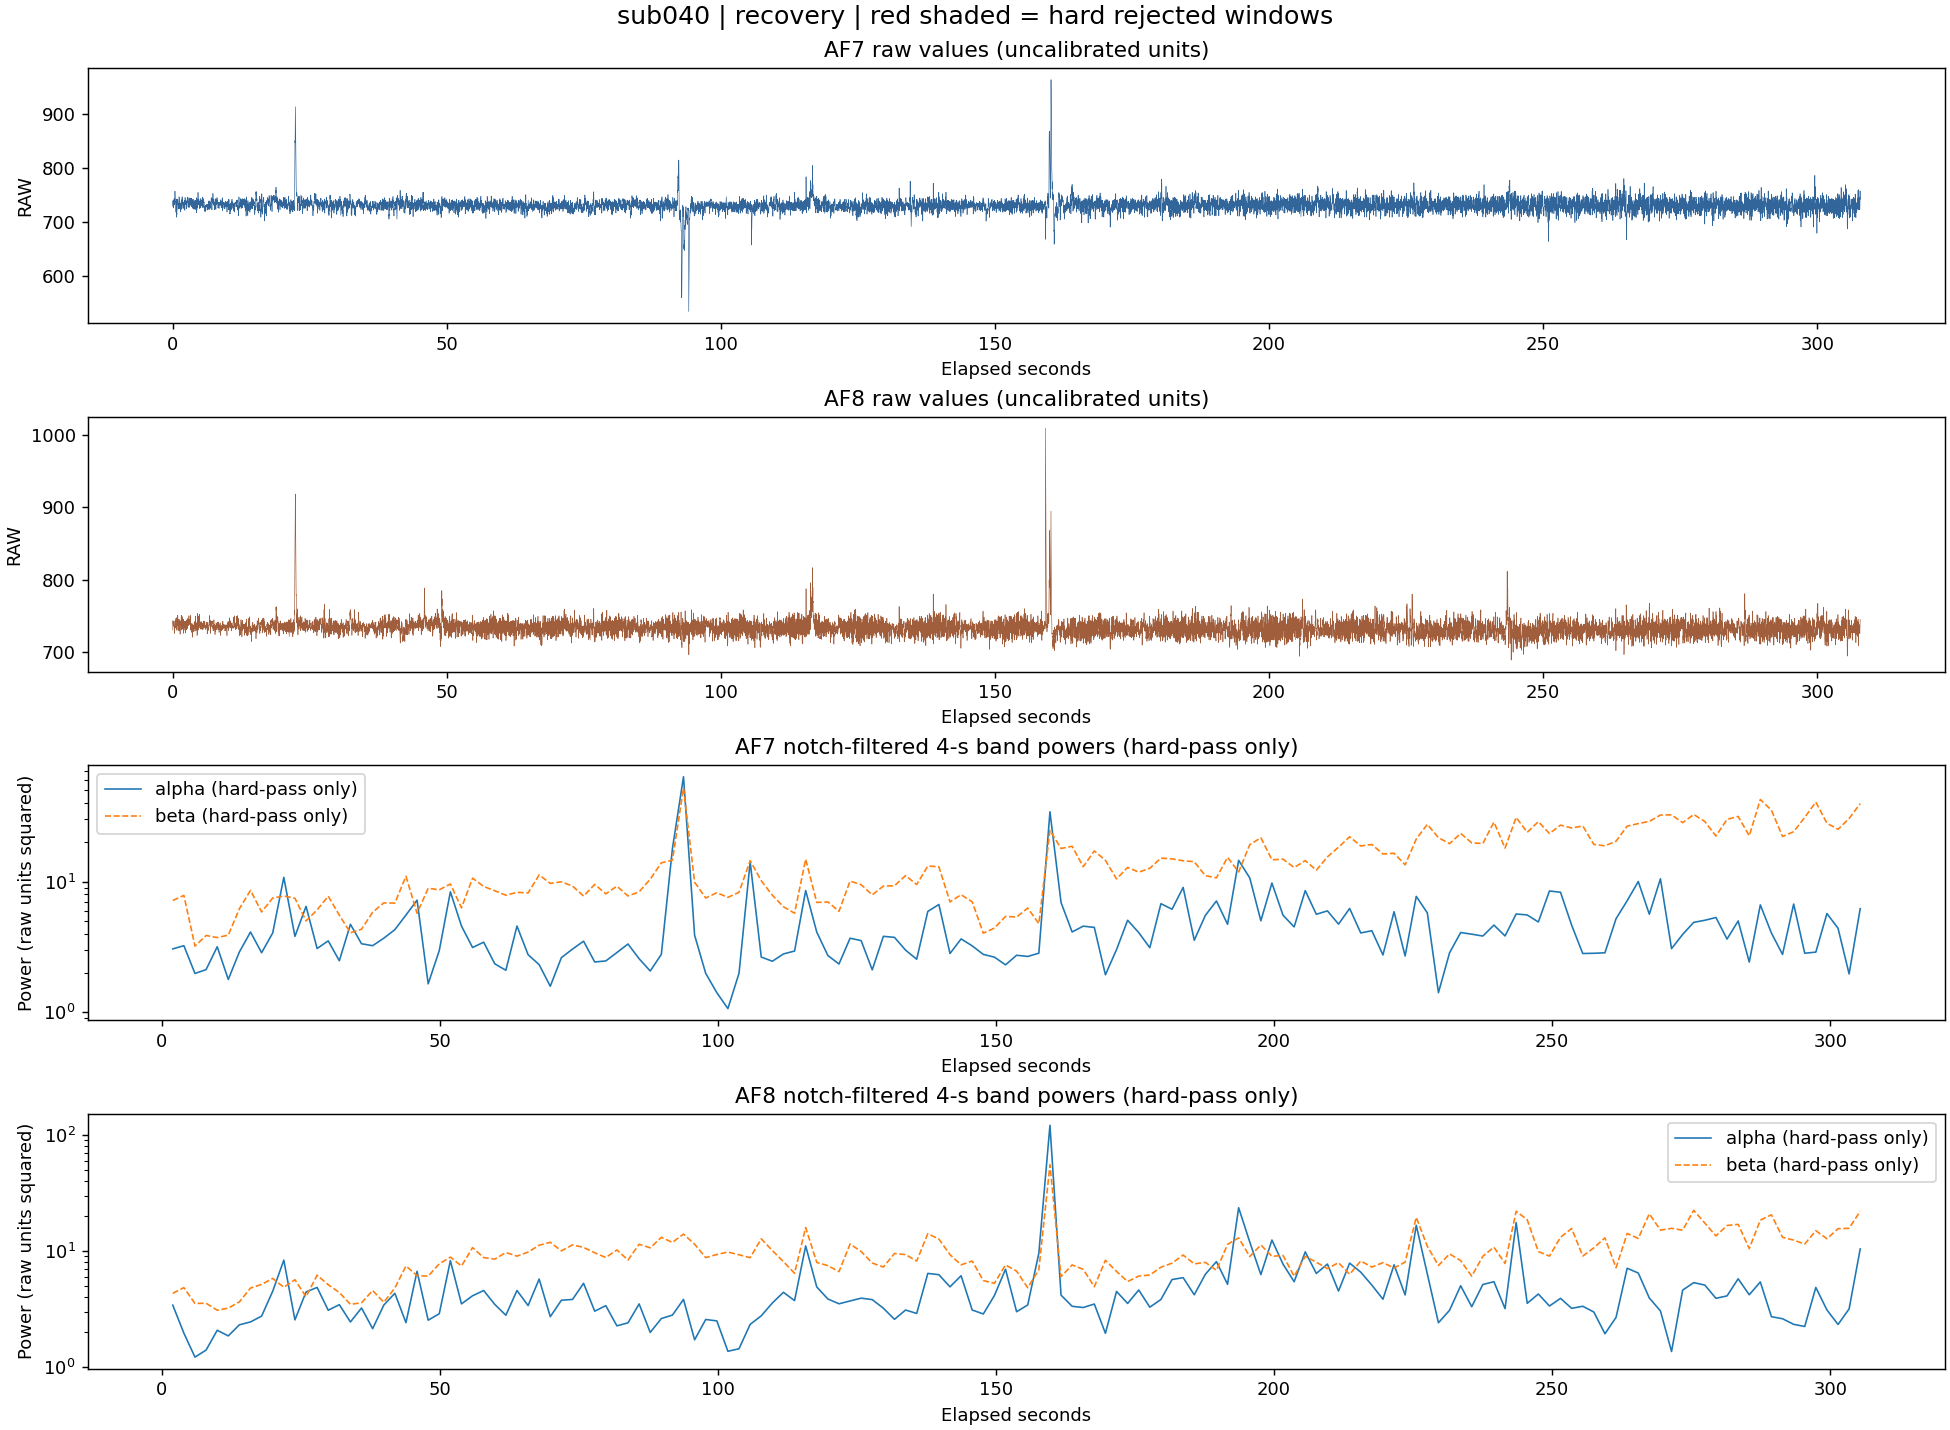 sub040 | recovery | red shaded = hard rejected windows
AF7 raw values (uncalibrated units)
RAW
900
800
700
600
0 50 100 150 200 250 300
Elapsed seconds
AF8 raw values (uncalibrated units)
RAW
1000
900
800
700
0 50 100 150 200 250 300
Elapsed seconds
AF7 notch-filtered 4-s band powers (hard-pass only)
Power (raw units squared)
alpha (hard-pass only)
beta (hard-pass only)
10¹
10⁰
0 50 100 150 200 250 300
Elapsed seconds
AF8 notch-filtered 4-s band powers (hard-pass only)
Power (raw units squared)
alpha (hard-pass only)
beta (hard-pass only)
10²
10¹
10⁰
0 50 100 150 200 250 300
Elapsed seconds